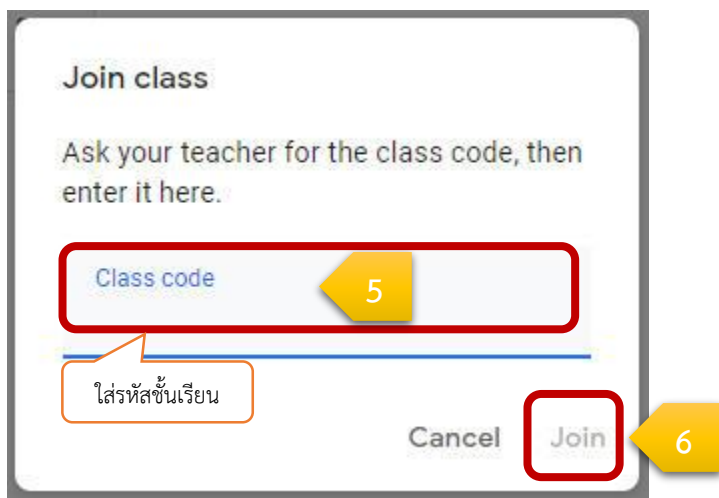 Join class
Ask your teacher for the class code, then
enter it here.
Class code
5
ใส่รหัสชั้นเรียน
Cancel
Join
6